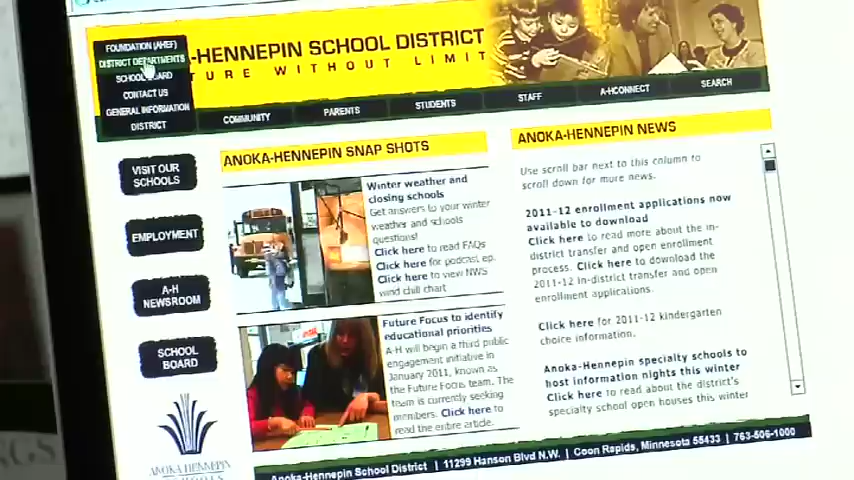 FOUNDATION (AHEF)
DISTRICT DEPARTMENTS
SCHOOL BOARD
CONTACT US
GENERAL INFORMATION
DISTRICT
-HENNEPIN SCHOOL DISTRICT
TURE WITHOUT LIMIT
COMMUNITY
PARENTS
STUDENTS
STAFF
A-HCONNECT
SEARCH
VISIT OUR
SCHOOLS
EMPLOYMENT
A-H
NEWSROOM
SCHOOL
BOARD
ANOKA-HENNEPIN
ANOKA-HENNEPIN SNAP SHOTS
Winter weather and
closing schools
Get answers to your winter
weather and schools
questions!
Click here to read FAQs
Click here for podcast ep.
Click here to view NWS
wind chill chart
Future Focus to identify
educational priorities
A-H will begin a third public
engagement initiative in
January 2011, known as
the Future Focus team. The
team is currently seeking
members. Click here to
read the entire article.
ANOKA-HENNEPIN NEWS
Use scroll bar next to this column to
scroll down for more news.
2011-12 enrollment applications now
available to download
Click here to read more about the in-
district transfer and open enrollment
process. Click here to download the
2011-12 in-district transfer and open
enrollment applications.
Click here for 2011-12 kindergarten
choice information.
Anoka-Hennepin specialty schools to
host information nights this winter
Click here to read about the district's
specialty school open houses this winter
Anoka-Hennepin School District | 11299 Hanson Blvd N.W. | Coon Rapids, Minnesota 55433 | 763-506-1000